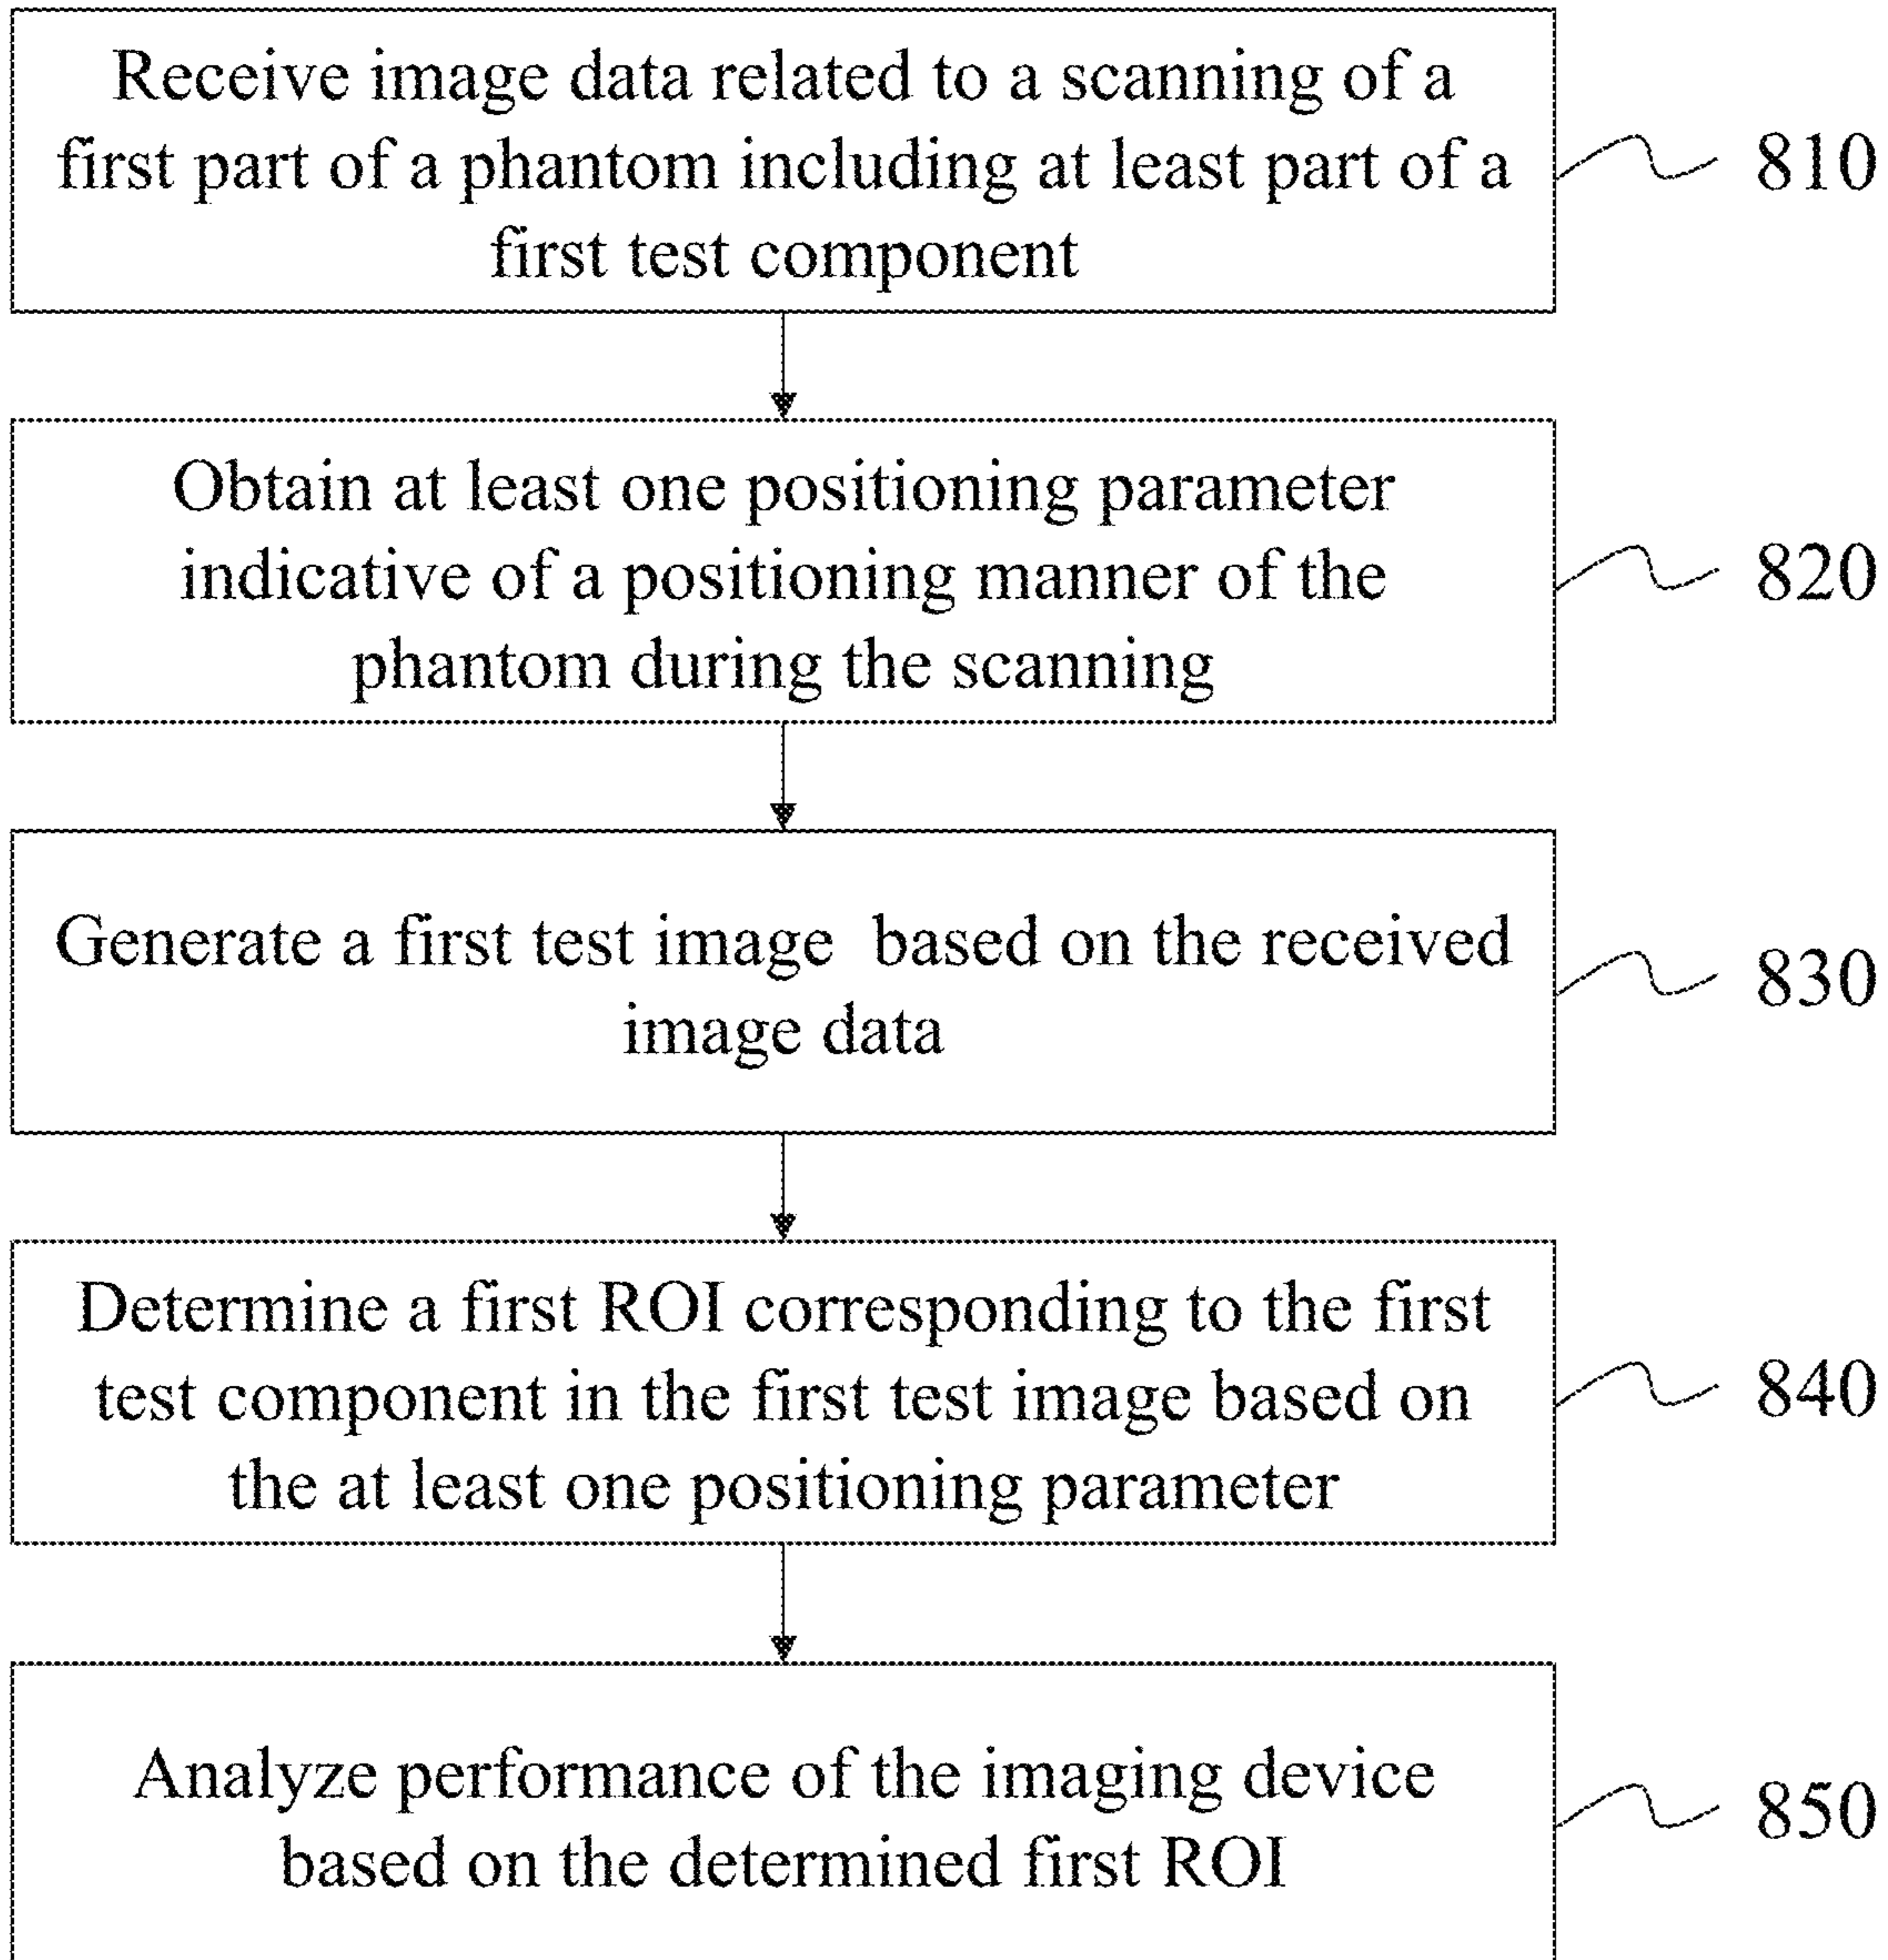 Receive image data related to a scanning of a
first part of a phantom including at least part of a
first test component
810
Obtain at least one positioning parameter
indicative of a positioning manner of the
phantom during the scanning
820
Generate a first test image based on the received
image data
830
Determine a first ROI corresponding to the first
test component in the first test image based on
the at least one positioning parameter
840
Analyze performance of the imaging device
based on the determined first ROI
850